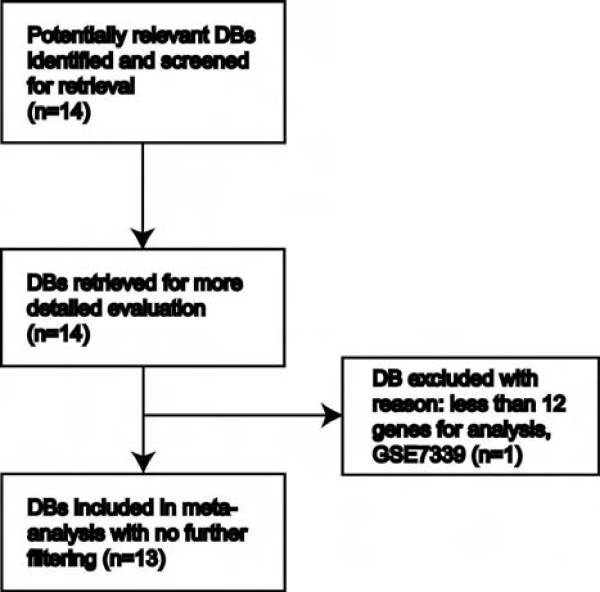 Potentially relevant DBs
identified and screened
for retrieval
(n=14)
DBs retrieved for more
detailed evaluation
(n=14)
DB excluded with
reason: less than 12
genes for analysis,
GSE7339 (n=1)
DBs included in meta-
analysis with no further
filtering (n=13)